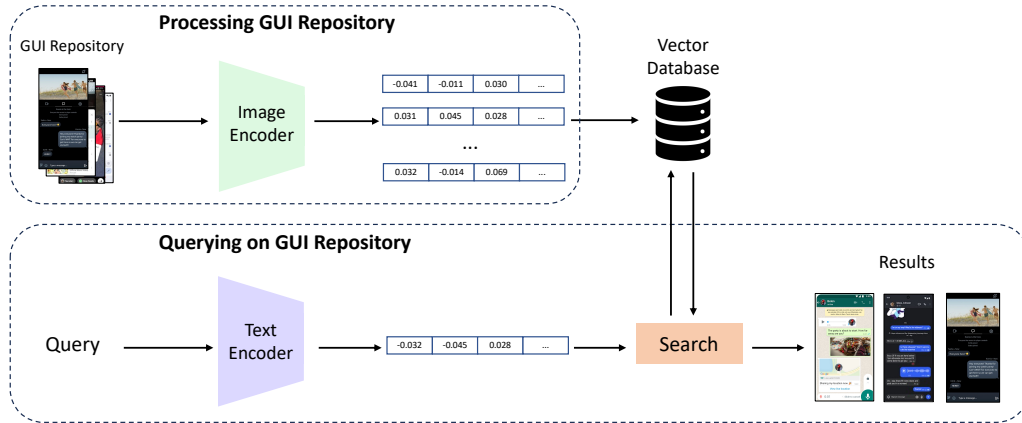 Processing GUI Repository
GUI Repository
Image
Encoder
-0.041 -0.011 0.030 ...
0.031 0.045 0.028 ...
...
0.032 -0.014 0.069 ...
Vector
Database
Querying on GUI Repository
Query
Text
Encoder
-0.032 -0.045 0.028 ...
Search
Results